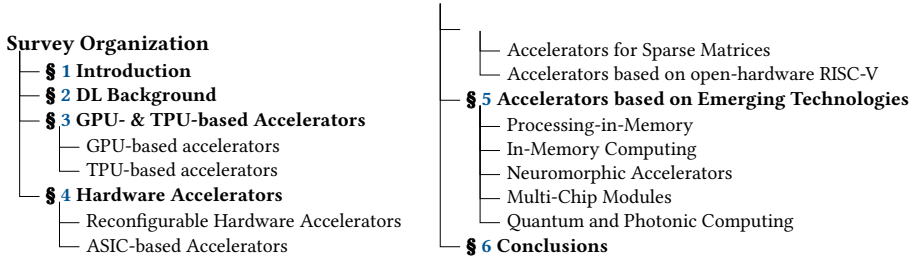 Survey Organization
§ 1 Introduction
§ 2 DL Background
§ 3 GPU- & TPU-based Accelerators
GPU-based accelerators
TPU-based accelerators
§ 4 Hardware Accelerators
Reconfigurable Hardware Accelerators
ASIC-based Accelerators
Accelerators for Sparse Matrices
Accelerators based on open-hardware RISC-V
§ 5 Accelerators based on Emerging Technologies
Processing-in-Memory
In-Memory Computing
Neuromorphic Accelerators
Multi-Chip Modules
Quantum and Photonic Computing
§ 6 Conclusions